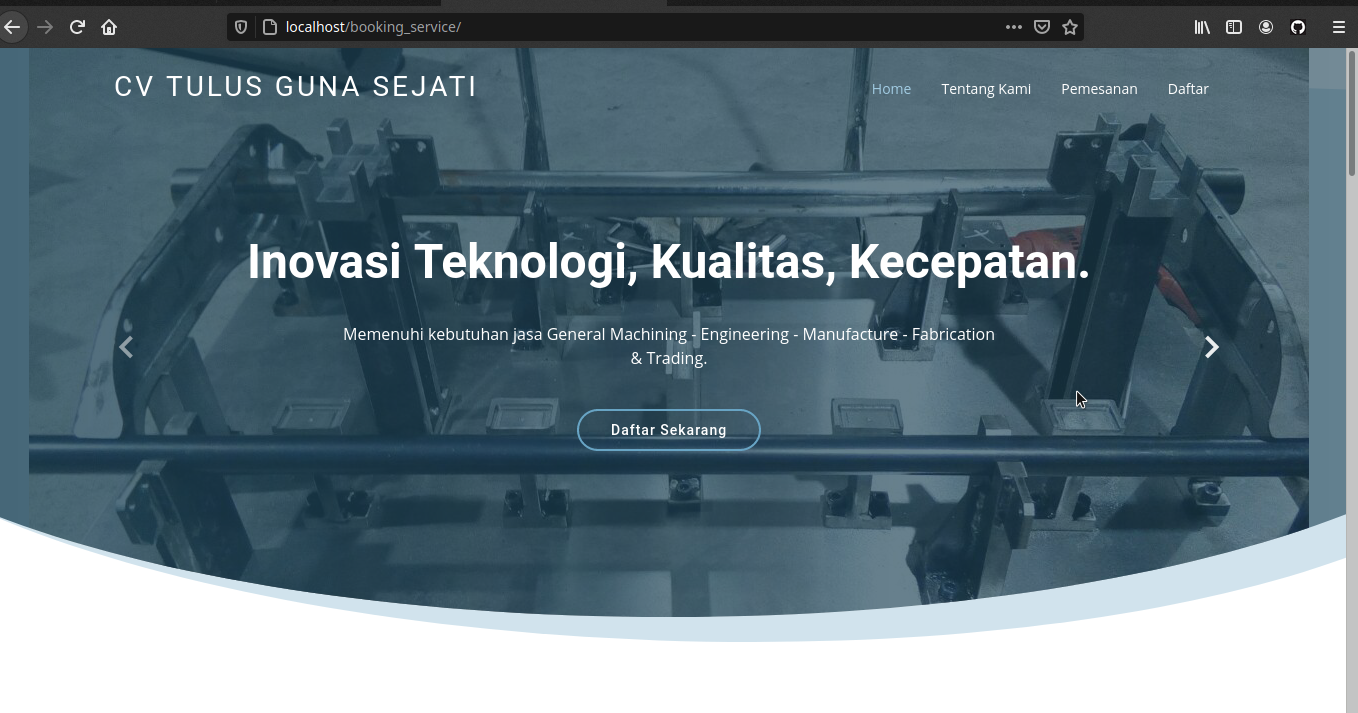 localhost/booking_service/
CV TULUS GUNA SEJATI
Home Tentang Kami Pemesanan Daftar
Inovasi Teknologi, Kualitas, Kecepatan.
Memenuhi kebutuhan jasa General Machining - Engineering - Manufacture - Fabrication
& Trading.
Daftar Sekarang